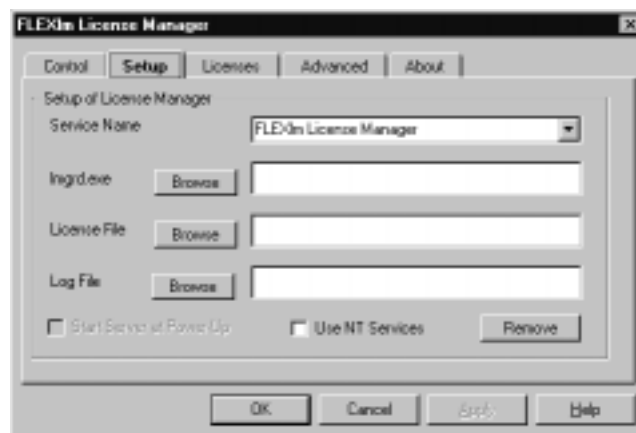 FLEXlm License Manager
Control Setup Licenses Advanced About
Setup of License Manager
Service Name FLEXlm License Manager
lmgrd.exe Browse
License File Browse
Log File Browse
Start Server at Power Up Use NT Services Remove
OK Cancel Apply Help